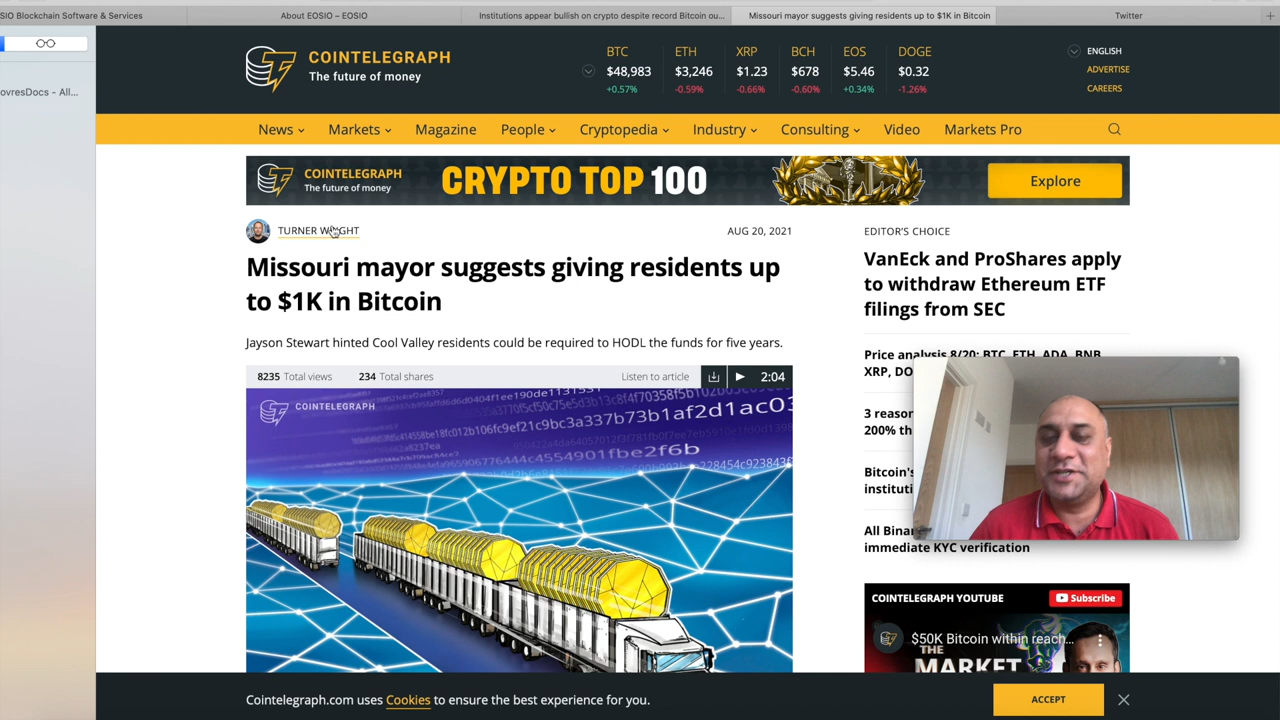 SIO Blockchain Software & Services
About EOSIO – EOSIO
Institutions appear bullish on crypto despite record Bitcoin ou...
Missouri mayor suggests giving residents up to $1K in Bitcoin
Twitter
ovresDocs - All...
COINTELEGRAPH
The future of money
BTC ETH XRP BCH EOS DOGE
$48,983 $3,246 $1.23 $678 $5.46 $0.32
+0.57% -0.59% -0.66% -0.60% +0.34% -1.26%
ENGLISH
ADVERTISE
CAREERS
News Markets Magazine People Cryptopedia Industry Consulting Video Markets Pro
COINTELEGRAPH
The future of money
CRYPTO TOP 100
Explore
TURNER WRIGHT
AUG 20, 2021
Missouri mayor suggests giving residents up
to $1K in Bitcoin
Jayson Stewart hinted Cool Valley residents could be required to HODL the funds for five years.
8235 Total views 234 Total shares Listen to article 2:04
COINTELEGRAPH
EDITOR'S CHOICE
VanEck and ProShares apply
to withdraw Ethereum ETF
filings from SEC
Price analysis 8/20: BTC, ETH, ADA, BNB,
XRP, DO
3 reason
200% th
Bitcoin's
instituti
All Binan
immediate KYC verification
COINTELEGRAPH YOUTUBE
Subscribe
$50K Bitcoin within reach...
THE
MARKET
Cointelegraph.com uses Cookies to ensure the best experience for you.
ACCEPT